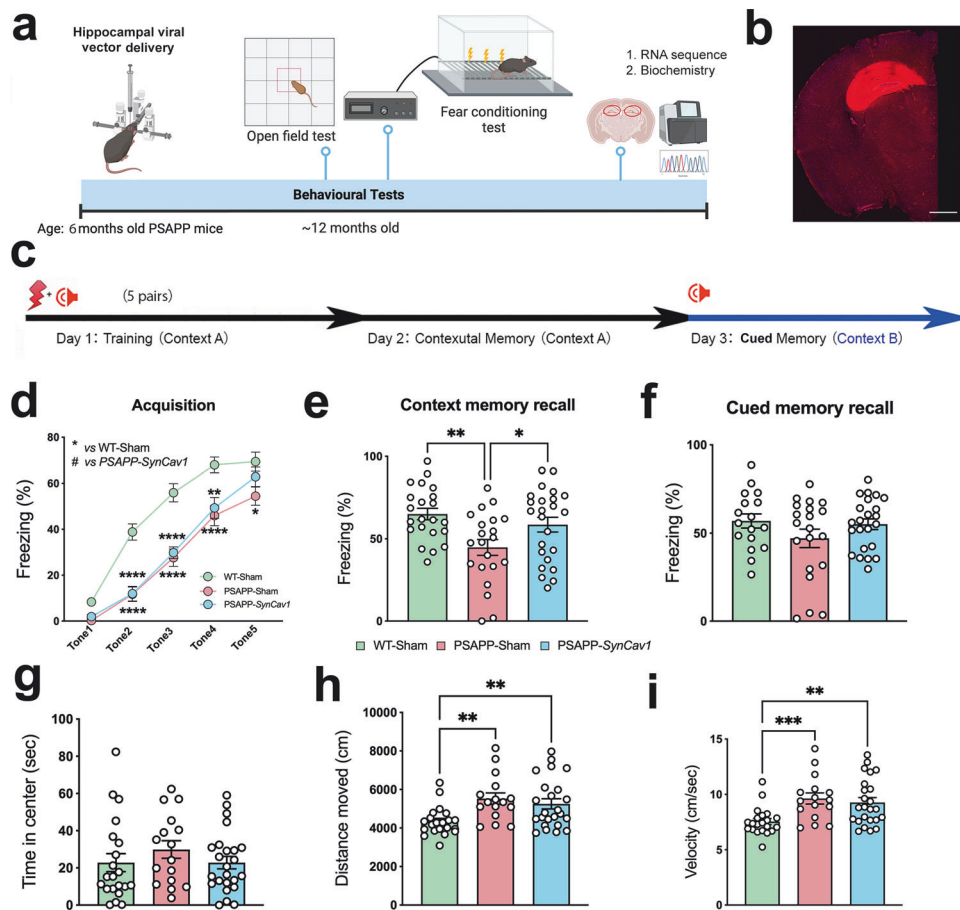 a
Hippocampal viral
vector delivery
Open field test
Fear conditioning
test
1. RNA sequence
2. Biochemistry
Behavioural Tests
Age: 6 months old PSAPP mice
~12 months old
b
c
+
(5 pairs)
Day 1: Training (Context A)
Day 2: Contexutal Memory (Context A)
Day 3: Cued Memory (Context B)
d
Acquisition
* vs WT-Sham
# vs PSAPP-SynCav1
Freezing (%)
80
60
40
20
0
****
****
****
****
**
****
*
WT-Sham
PSAPP-Sham
PSAPP-SynCav1
Tone1
Tone2
Tone3
Tone4
Tone5
e
Context memory recall
**
*
Freezing (%)
100
50
0
f
Cued memory recall
Freezing (%)
100
50
0
WT-Sham
PSAPP-Sham
PSAPP-SynCav1
g
Time in center (sec)
100
80
60
40
20
0
h
**
**
Distance moved (cm)
10000
8000
6000
4000
2000
0
i
**
***
Velocity (cm/sec)
15
10
5
0